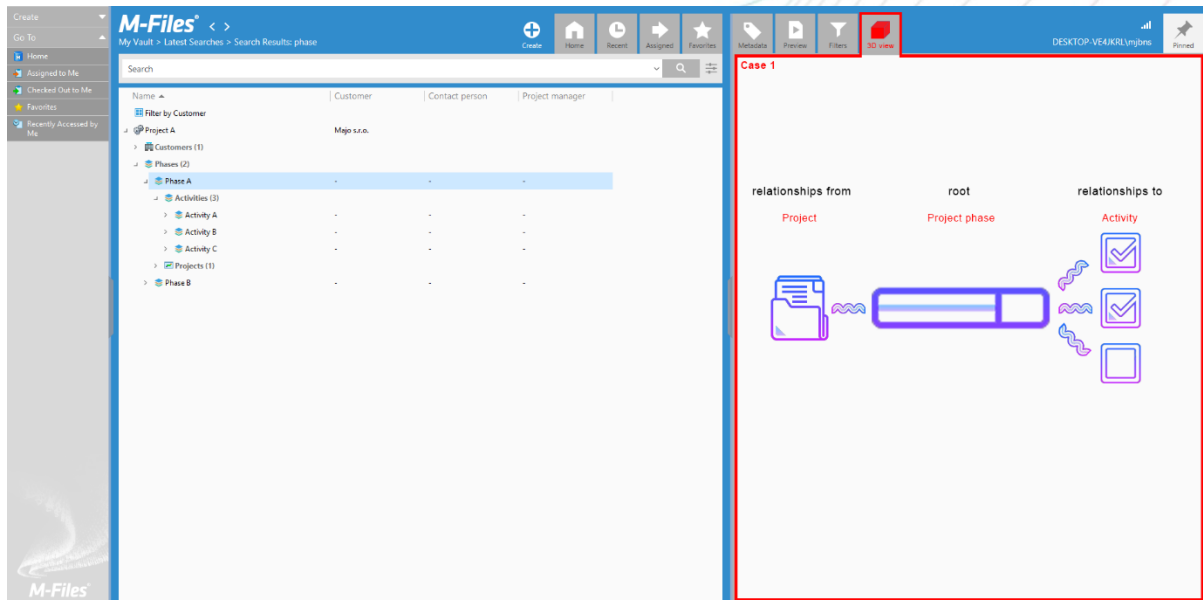 Create
Go To
Home
Assigned to Me
Checked Out to Me
Favorites
Recently Accessed by
Me
M-Files®
M-Files® < >
My Vault > Latest Searches > Search Results: phase
Create
Home
Recent
Assigned
Favorites
Search
Name
Customer
Contact person
Project manager
Filter by Customer
Project A
Majo s.r.o.
Customers (1)
Phases (2)
Phase A - - -
Activities (3)
Activity A - - -
Activity B - - -
Activity C - - -
Projects (1)
Phase B - - -
Metadata
Preview
Filters
3D view
DESKTOP-VE4JKRL\mjbns
Pinned
Case 1
relationships from root relationships to
Project Project phase Activity